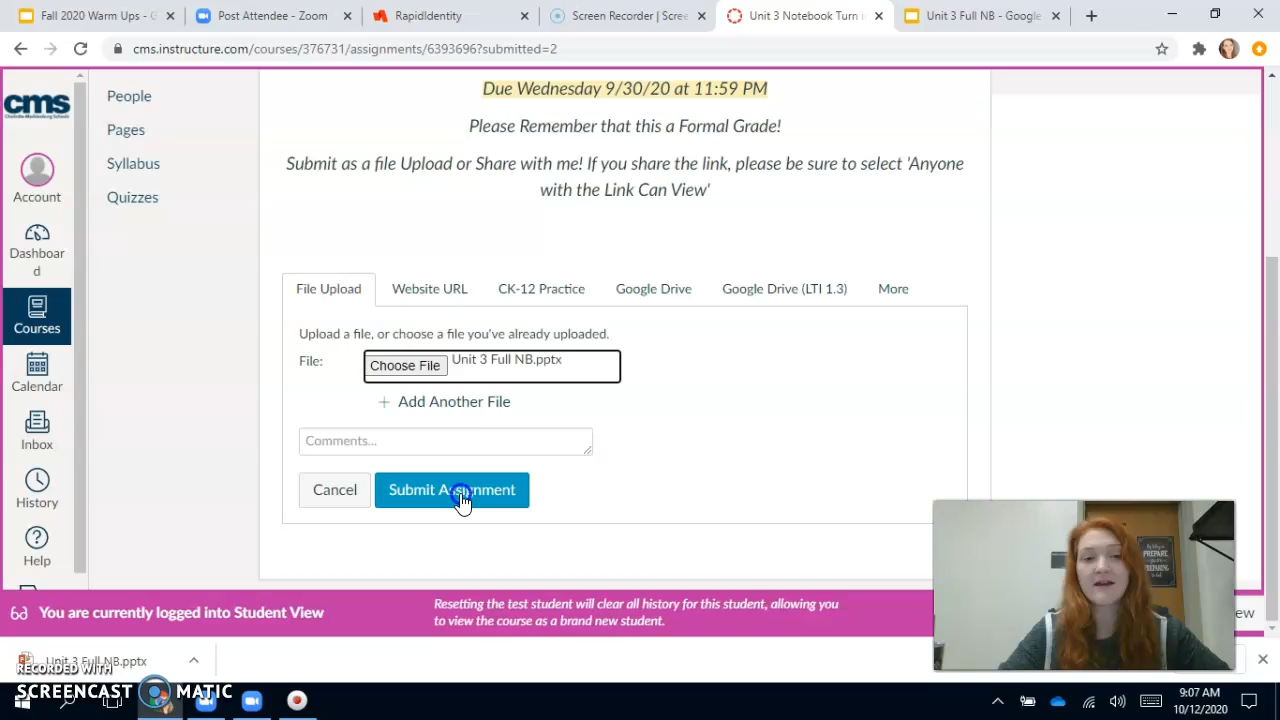 Fall 2020 Warm Ups - G
Post Attendee - Zoom
RapidIdentity
Screen Recorder | Scree
Unit 3 Notebook Turn i
Unit 3 Full NB - Google
cms.instructure.com/courses/376731/assignments/6393696?submitted=2
cms
Charlotte-Mecklenburg Schools
Account
Dashboar
d
Courses
Calendar
Inbox
History
Help
People
Pages
Syllabus
Quizzes
Due Wednesday 9/30/20 at 11:59 PM
Please Remember that this a Formal Grade!
Submit as a file Upload or Share with me! If you share the link, please be sure to select 'Anyone
with the Link Can View'
File Upload
Website URL
CK-12 Practice
Google Drive
Google Drive (LTI 1.3)
More
Upload a file, or choose a file you've already uploaded.
File:
Choose File Unit 3 Full NB.pptx
+ Add Another File
Comments...
Cancel
Submit Assignment
PREPARE
You are currently logged into Student View
Resetting the test student will clear all history for this student, allowing you
to view the course as a brand new student.
Unit 3 Full NB.pptx
RECORDED WITH
SCREENCAST MATIC
9:07 AM
10/12/2020